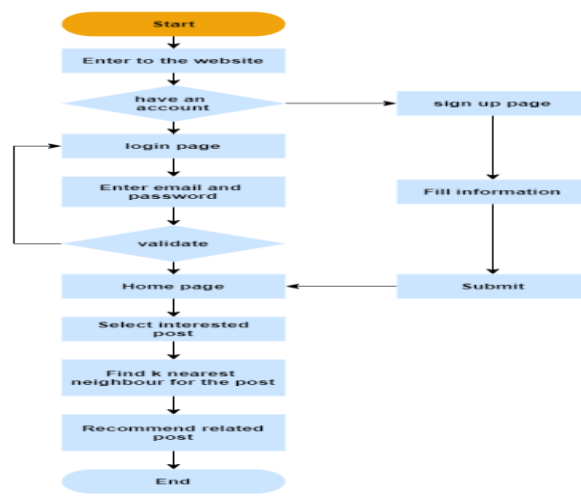 Start
Enter to the website
have an
account
sign up page
login page
Enter email and
password
Fill information
validate
Home page
Submit
Select interested
post
Find k nearest
neighbour for the post
Recommend related
post
End